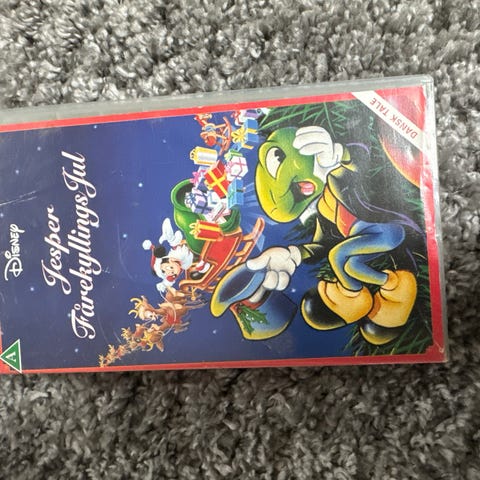 DISNEY
Jesper
Fårekyllings Jul
DANSK TALE
A